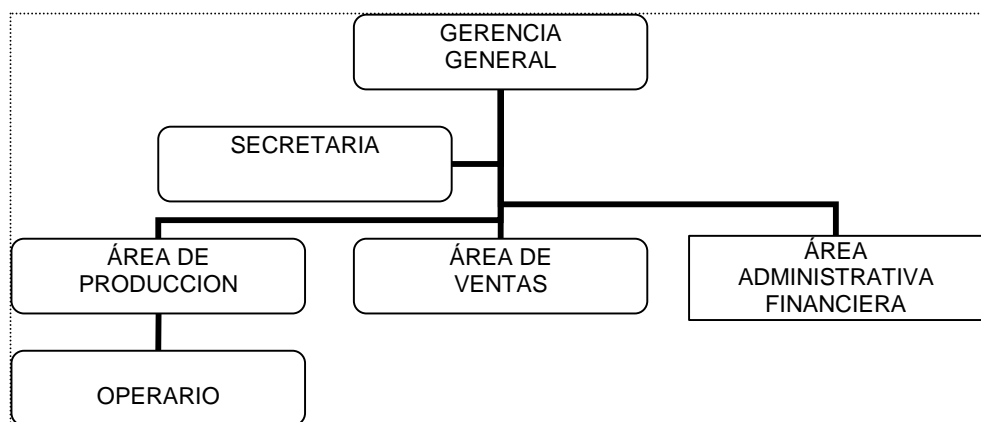 GERENCIA
GENERAL
SECRETARIA
ÁREA DE
PRODUCCION
ÁREA DE
VENTAS
ÁREA
ADMINISTRATIVA
FINANCIERA
OPERARIO